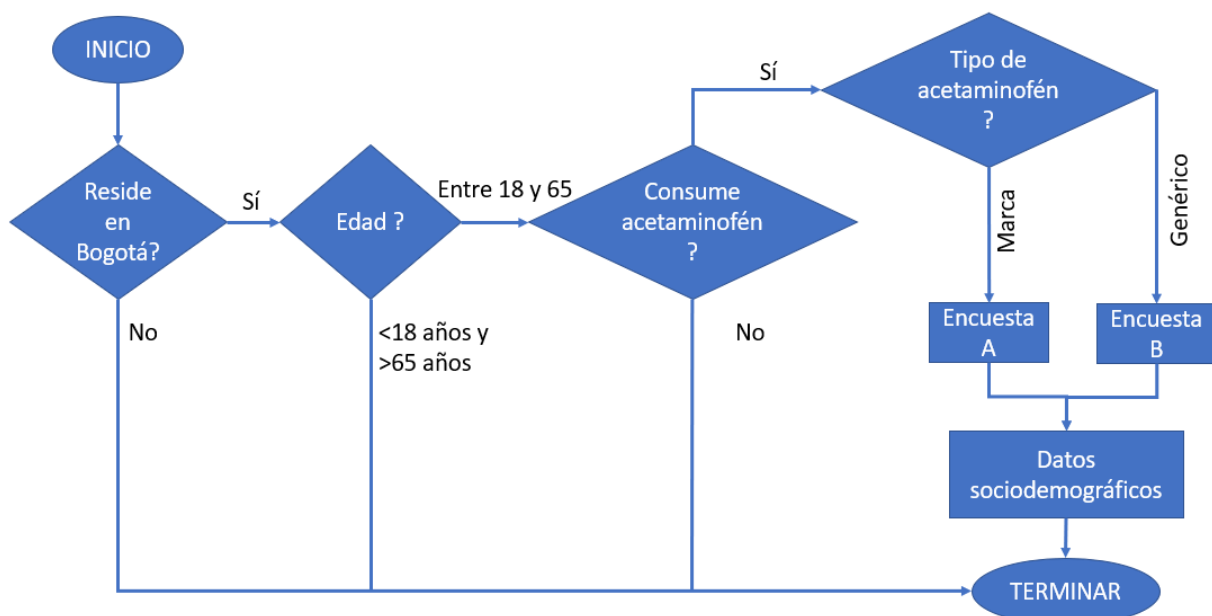 INICIO
Reside
en
Bogotá?
Sí
No
Edad ?
Entre 18 y 65
<18 años y
>65 años
Consume
acetaminofén
?
Sí
No
Tipo de
acetaminofén
?
Marca
Genérico
Encuesta
A
Encuesta
B
Datos
sociodemográficos
TERMINAR